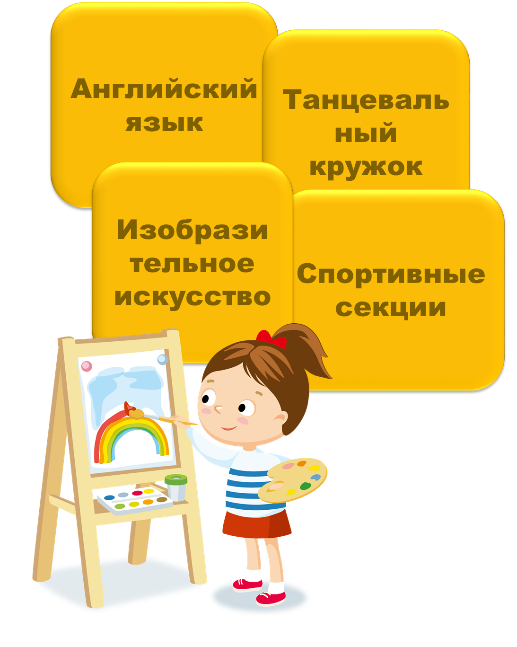 Английский
язык
Танцеваль
ный
кружок
Изобрази
тельное
искусство
Спортивные
секции